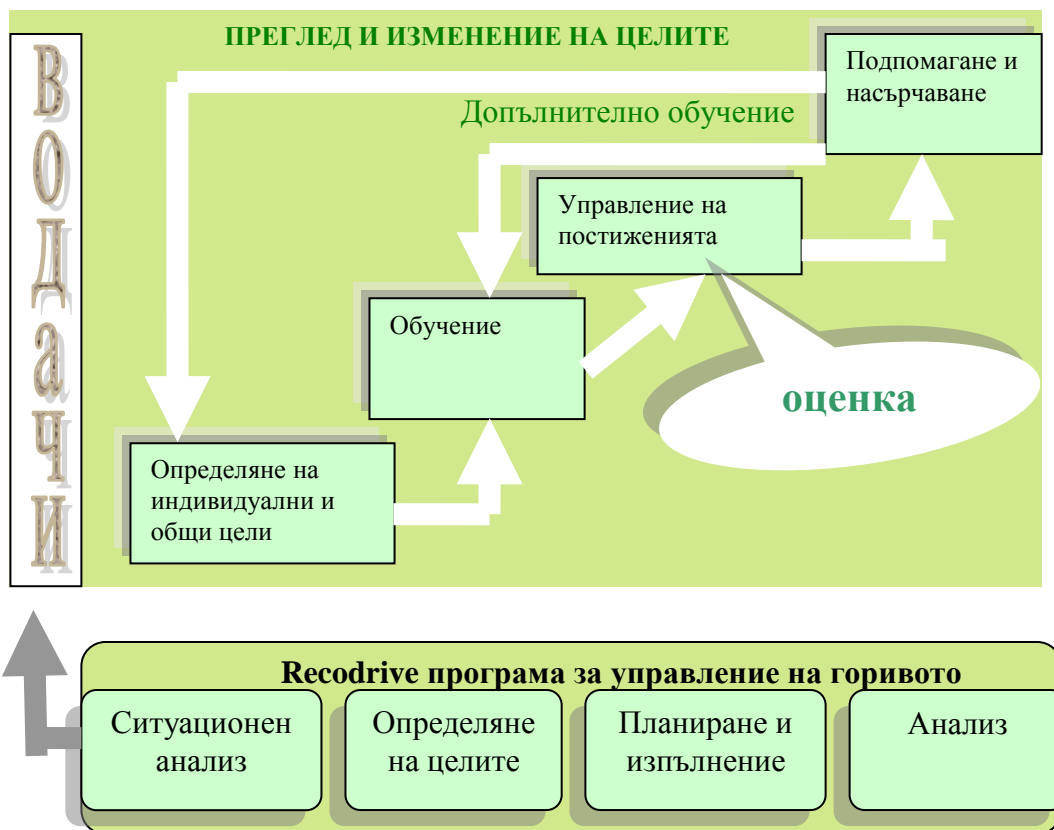 ПРЕГЛЕД И ИЗМЕНЕНИЕ НА ЦЕЛИТЕ
Подпомагане и
насърчаване
Допълнително обучение
Управление на
постиженията
Обучение
оценка
Определяне на
индивидуални и
общи цели
Водачи
Recodrive програма за управление на горивото
Ситуационен
анализ
Определяне
на целите
Планиране и
изпълнение
Анализ